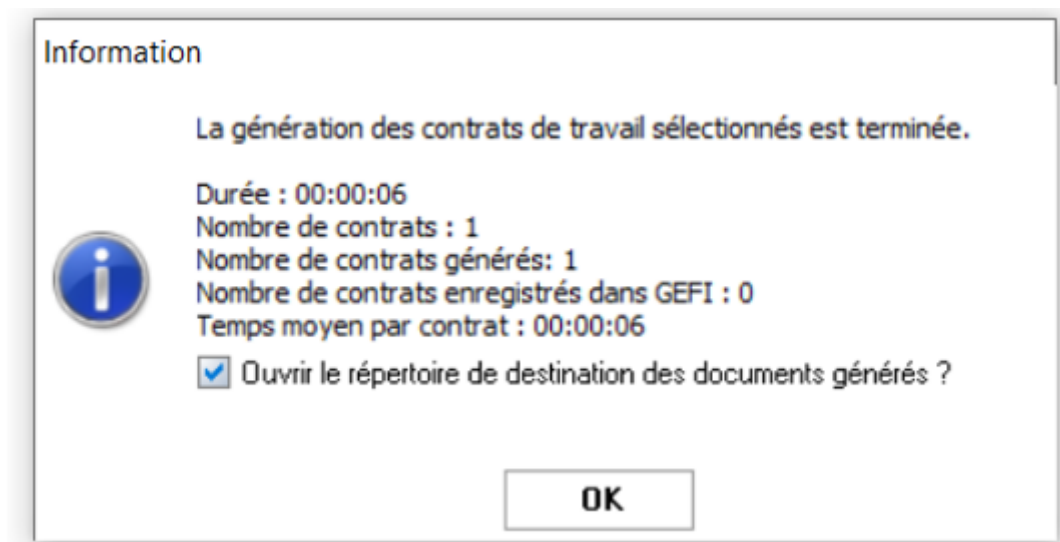 Information
La génération des contrats de travail sélectionnés est terminée.
Durée : 00:00:06
Nombre de contrats : 1
Nombre de contrats générés: 1
Nombre de contrats enregistrés dans GEFI : 0
Temps moyen par contrat : 00:00:06
Ouvrir le répertoire de destination des documents générés ?
OK